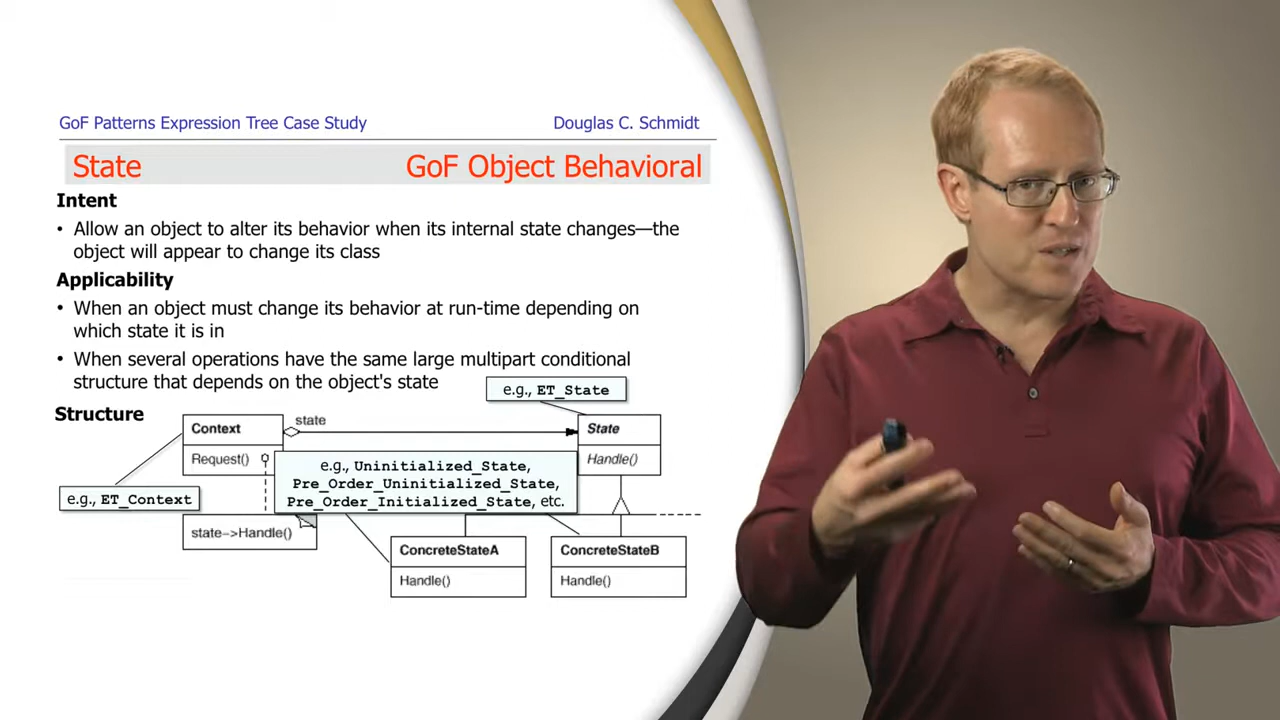 GoF Patterns Expression Tree Case Study
Douglas C. Schmidt
State
GoF Object Behavioral
Intent
• Allow an object to alter its behavior when its internal state changes—the
object will appear to change its class
Applicability
• When an object must change its behavior at run-time depending on
which state it is in
• When several operations have the same large multipart conditional
structure that depends on the object's state
e.g., ET_State
Structure
Context
state
State
Request()
Handle()
e.g., Uninitialized_State,
Pre_Order_Uninitialized_State,
Pre_Order_Initialized_State, etc.
e.g., ET_Context
state->Handle()
ConcreteStateA
ConcreteStateB
Handle()
Handle()